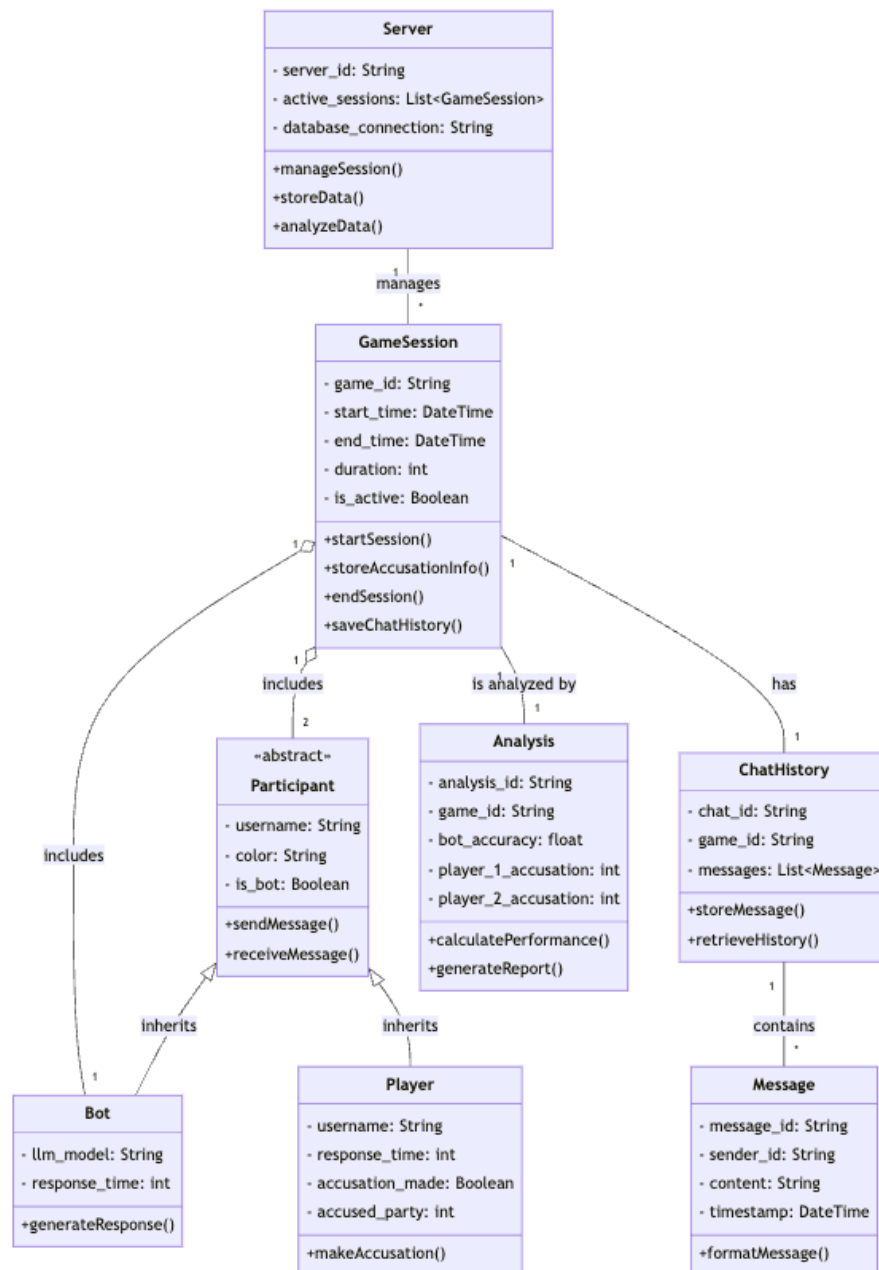 Server
- server_id: String
- active_sessions: List<GameSession>
- database_connection: String
+manageSession()
+storeData()
+analyzeData()
1
manages
*
GameSession
- game_id: String
- start_time: DateTime
- end_time: DateTime
- duration: int
- is_active: Boolean
+startSession()
+storeAccusationInfo()
+endSession()
+saveChatHistory()
1
1
1
1
includes
is analyzed by
has
2
1
1
includes
«abstract»
Participant
- username: String
- color: String
- is_bot: Boolean
+sendMessage()
+receiveMessage()
Analysis
- analysis_id: String
- game_id: String
- bot_accuracy: float
- player_1_accusation: int
- player_2_accusation: int
+calculatePerformance()
+generateReport()
ChatHistory
- chat_id: String
- game_id: String
- messages: List<Message>
+storeMessage()
+retrieveHistory()
inherits
inherits
1
contains
*
1
Bot
- llm_model: String
- response_time: int
+generateResponse()
Player
- username: String
- response_time: int
- accusation_made: Boolean
- accused_party: int
+makeAccusation()
Message
- message_id: String
- sender_id: String
- content: String
- timestamp: DateTime
+formatMessage()